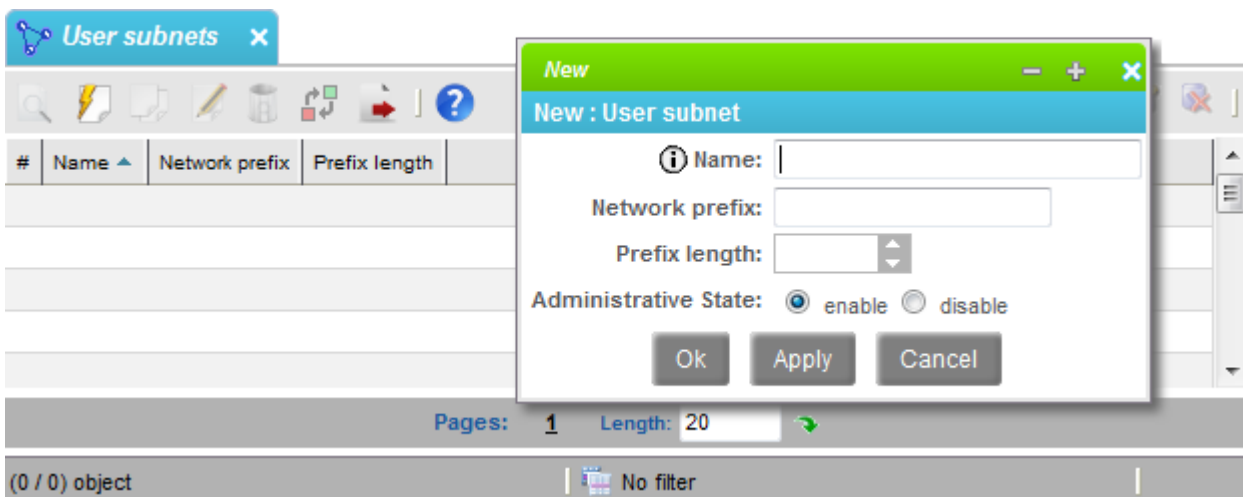 User subnets
New
New : User subnet
# Name Network prefix Prefix length
Name:
Network prefix:
Prefix length:
Administrative State: enable disable
Ok Apply Cancel
Pages: 1 Length: 20
(0 / 0) object No filter